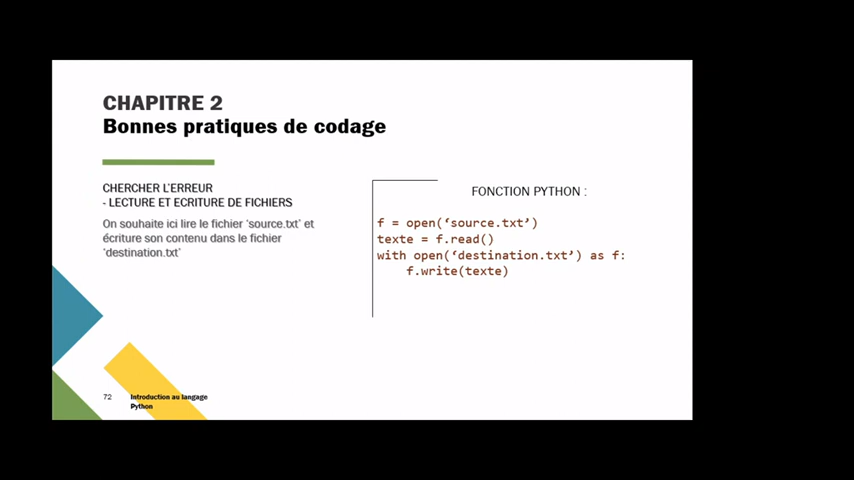 CHAPITRE 2
Bonnes pratiques de codage
CHERCHER L'ERREUR
- LECTURE ET ECRITURE DE FICHIERS
On souhaite ici lire le fichier 'source.txt' et
écriture son contenu dans le fichier
'destination.txt'
FONCTION PYTHON :
f = open(‘source.txt’)
texte = f.read()
with open(‘destination.txt’) as f:
    f.write(texte)
72
Introduction au langage
Python